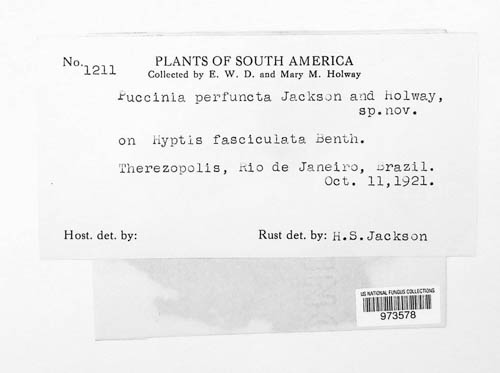 No. 1211
PLANTS OF SOUTH AMERICA
Collected by E. W. D. and Mary M. Holway
Puccinia perfuncta Jackson and Holway,
sp.nov.
on Hyptis fasciculata Benth.
Therezopolis, Rio de Janeiro, Brazil.
Oct. 11,1921.
Host. det. by:
Rust det. by: H.S.Jackson
US NATIONAL FUNGUS COLLECTIONS
973578